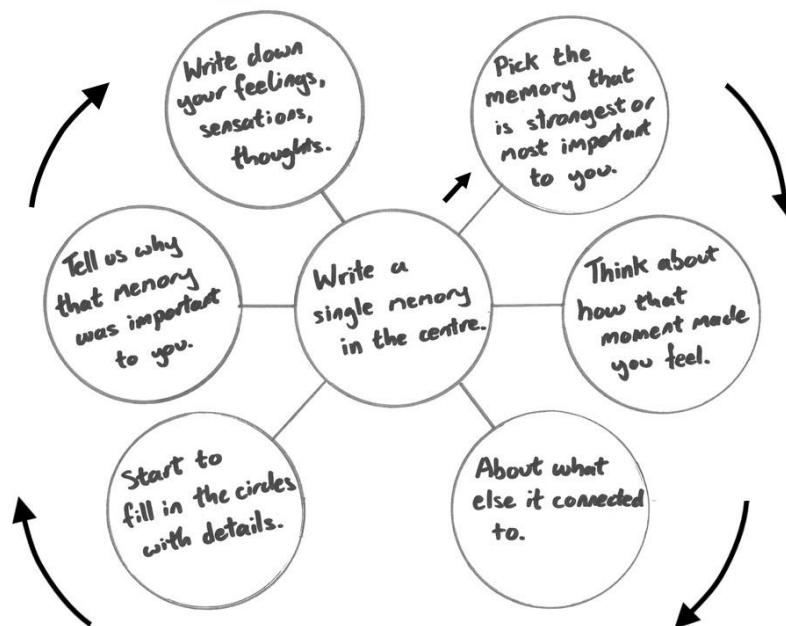 Write a
single memory
in the centre.
Pick the
memory that
is strongest or
most important
to you.
Think about
how that
moment made
you feel.
About what
else it connected
to.
Start to
fill in the circles
with details.
Tell us why
that memory
was important
to you.
Write down
your feelings,
sensations,
thoughts.